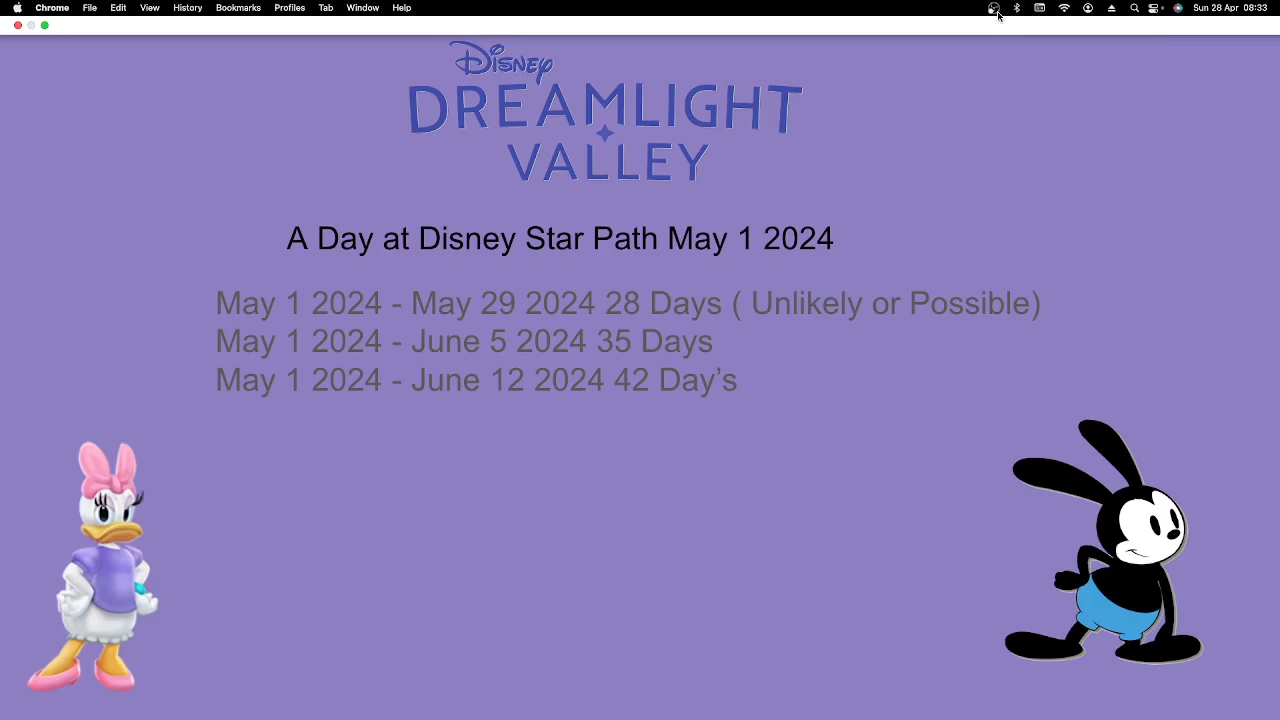 Chrome File Edit View History Bookmarks Profiles Tab Window Help Sun 28 Apr 08:33
Disney
DREAMLIGHT
VALLEY
A Day at Disney Star Path May 1 2024
May 1 2024 - May 29 2024 28 Days ( Unlikely or Possible)
May 1 2024 - June 5 2024 35 Days
May 1 2024 - June 12 2024 42 Day’s